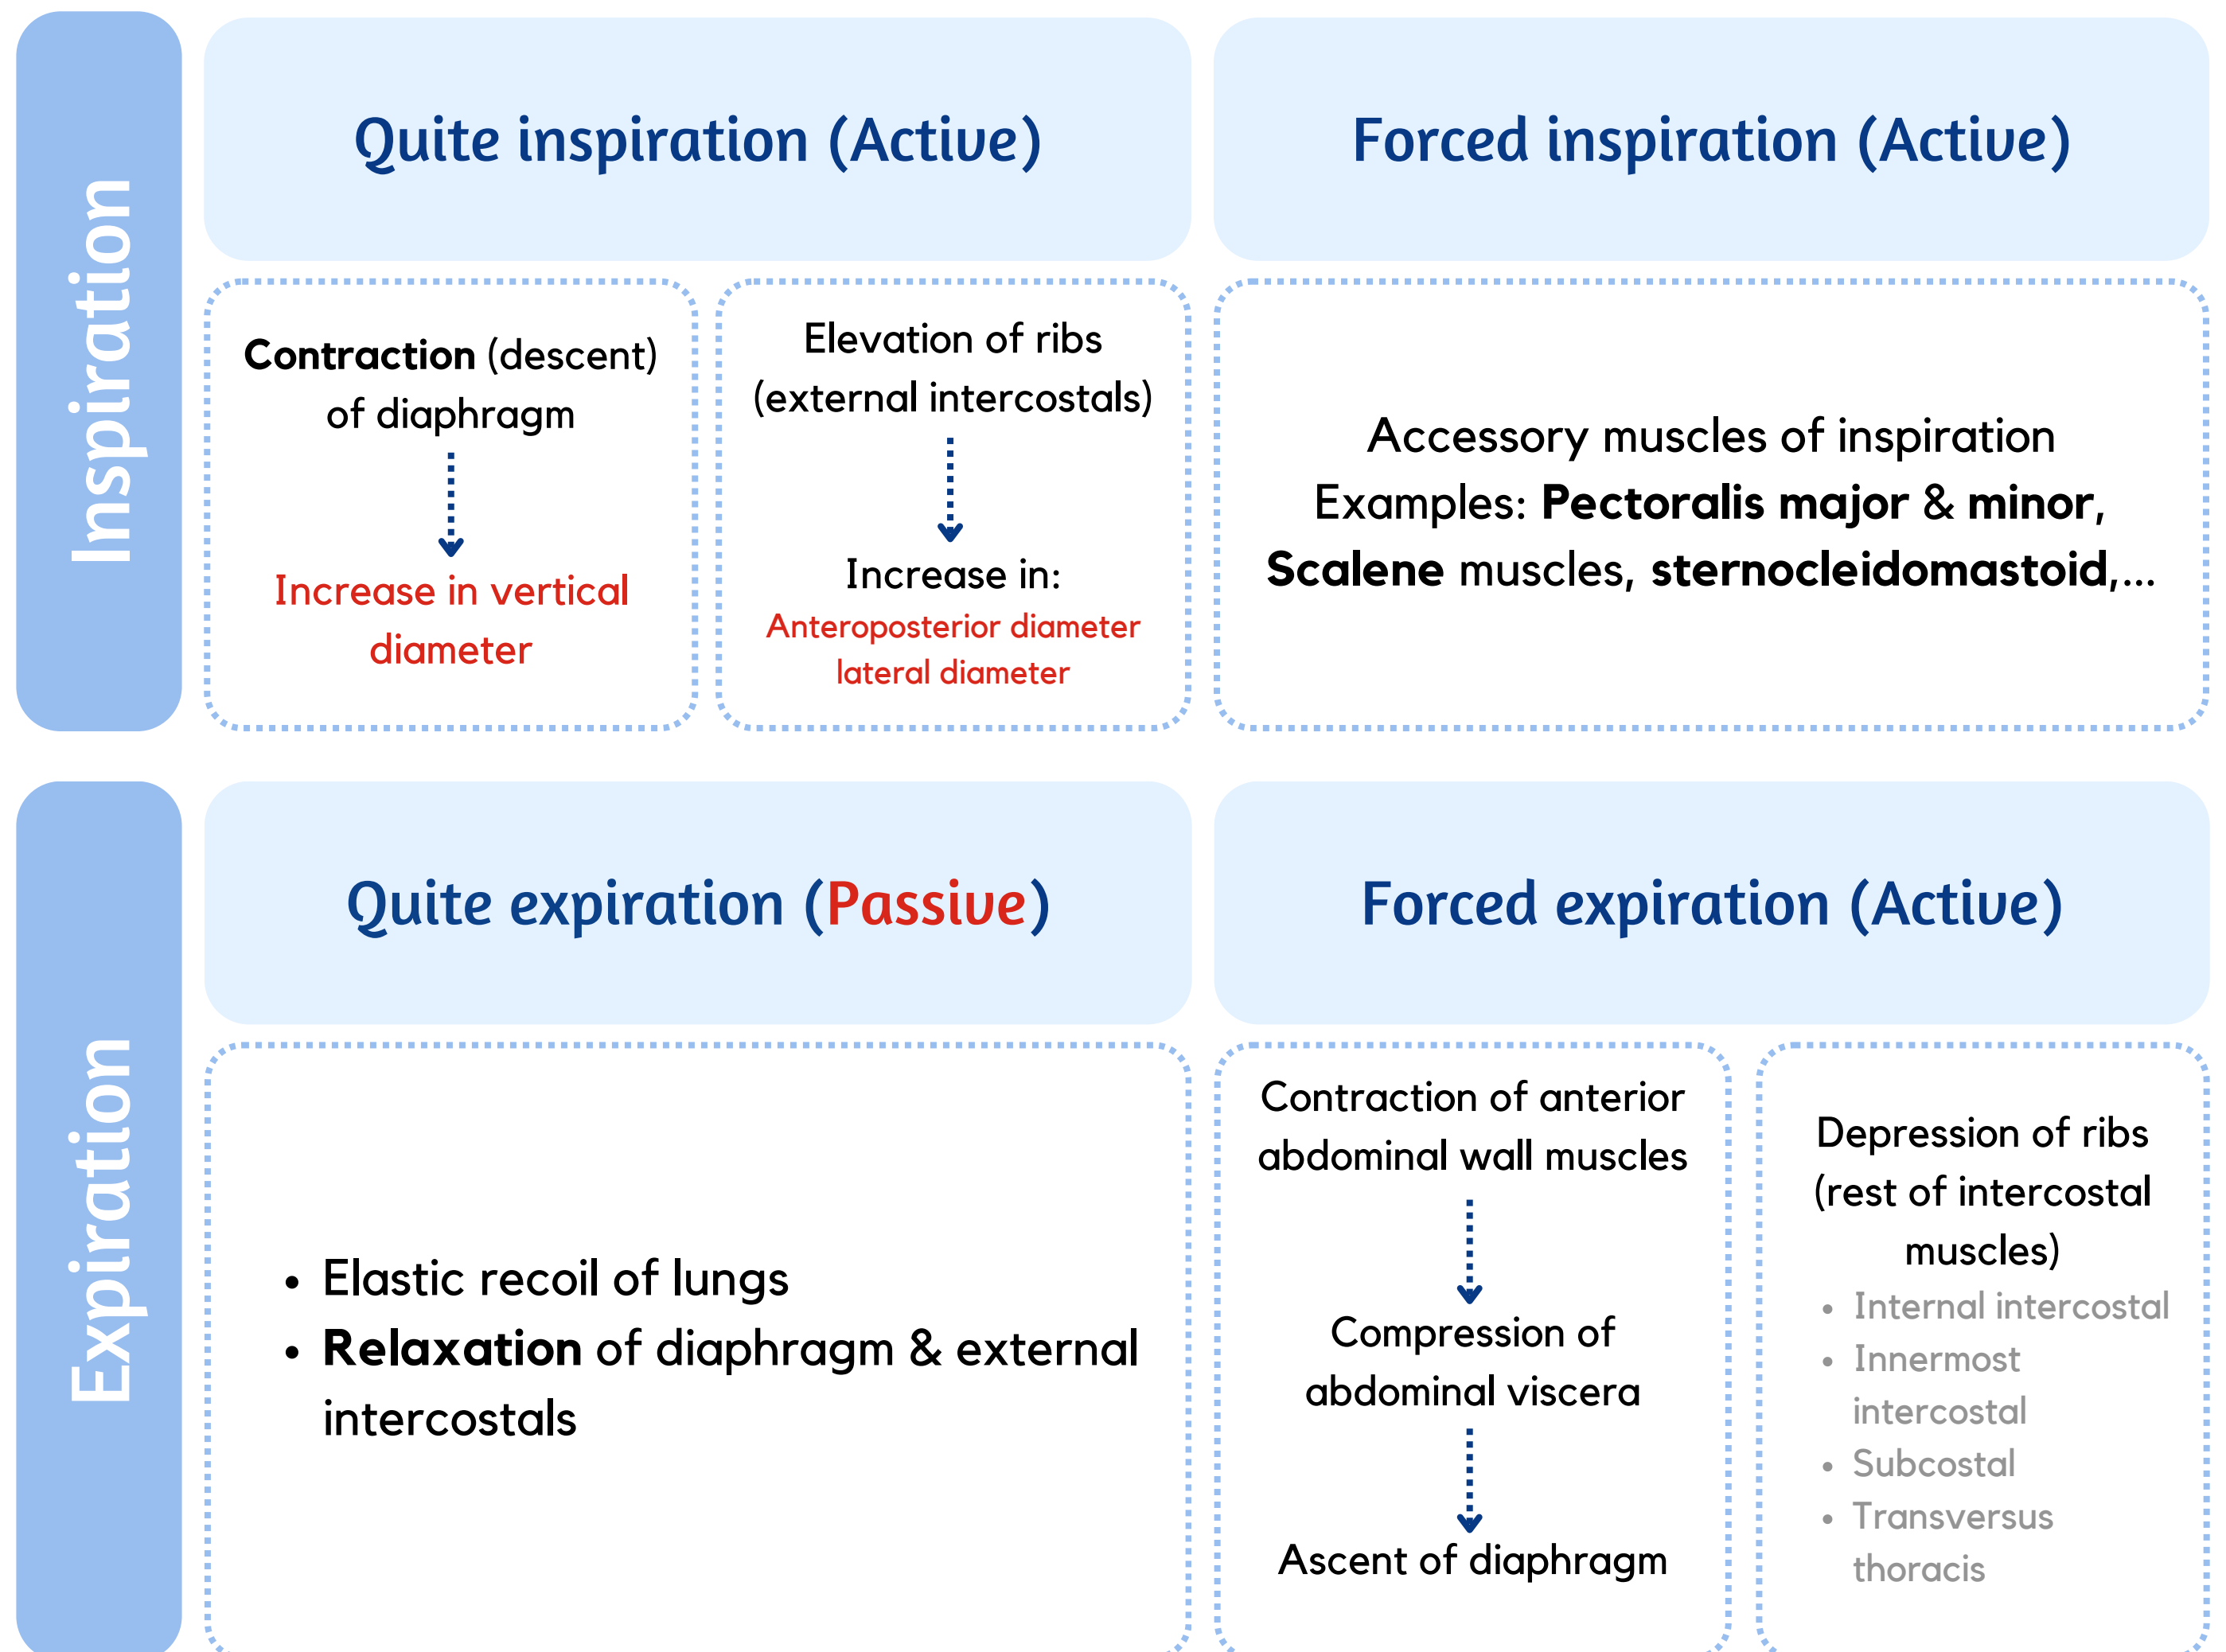 Inspiration
Quite inspiration (Active)
Forced inspiration (Active)
Contraction (descent)
of diaphragm
Increase in vertical
diameter
Elevation of ribs
(external intercostals)
Increase in:
Anteroposterior diameter
lateral diameter
Accessory muscles of inspiration
Examples: Pectoralis major & minor,
Scalene muscles, sternocleidomastoid,...
Expiration
Quite expiration (Passive)
Forced expiration (Active)
• Elastic recoil of lungs
• Relaxation of diaphragm & external
intercostals
Contraction of anterior
abdominal wall muscles
Compression of
abdominal viscera
Ascent of diaphragm
Depression of ribs
(rest of intercostal
muscles)
• Internal intercostal
• Innermost
intercostal
• Subcostal
• Transversus
thoracis